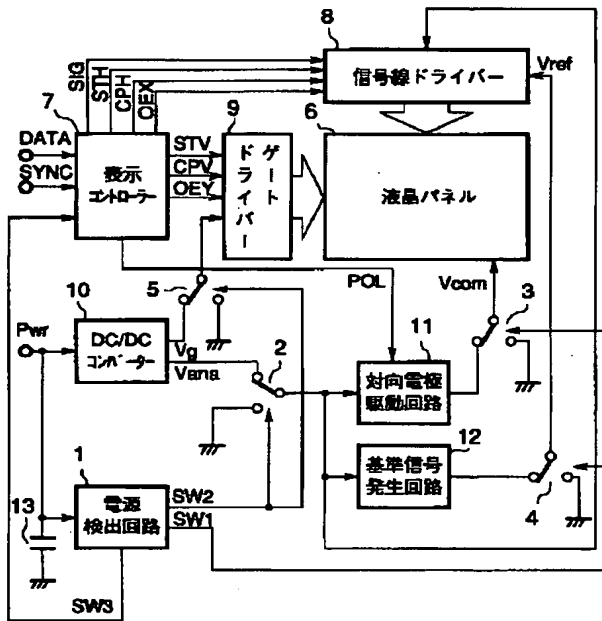 8
SIG
STH
CPH
OEX
信号線ドライバー
Vref
7
9
6
DATA
SYNC
表示
コントローラー
STV
CPV
OEY
ゲート
ドライバー
液晶パネル
POL
Vcom
5
3
10
Pwr
DC/DC
コンバーター
Vg
Vana
2
11
対向電極
駆動回路
12
基準信号
発生回路
4
1
電源
検出回路
SW2
SW1
13
SW3